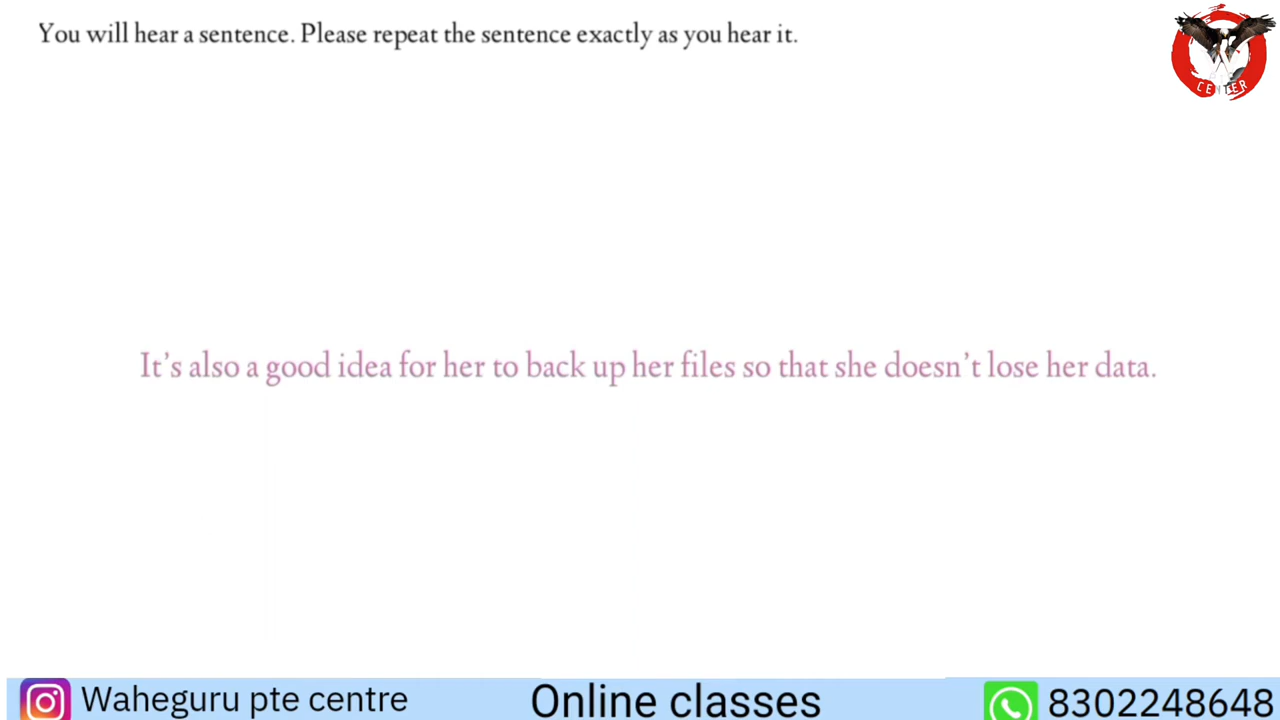 You will hear a sentence. Please repeat the sentence exactly as you hear it.
CENTER
It’s also a good idea for her to back up her files so that she doesn’t lose her data.
Waheguru pte centre
Online classes
8302248648